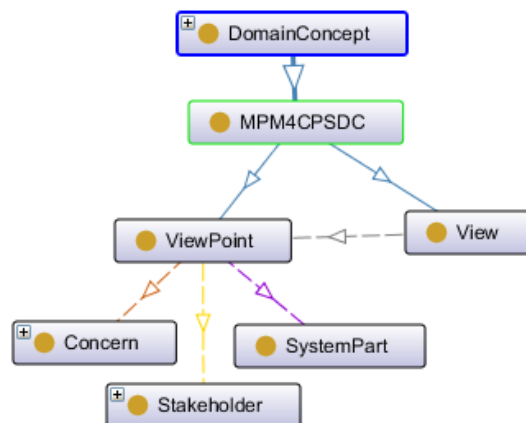 DomainConcept
MPM4CPSDC
ViewPoint
View
Concern
SystemPart
Stakeholder